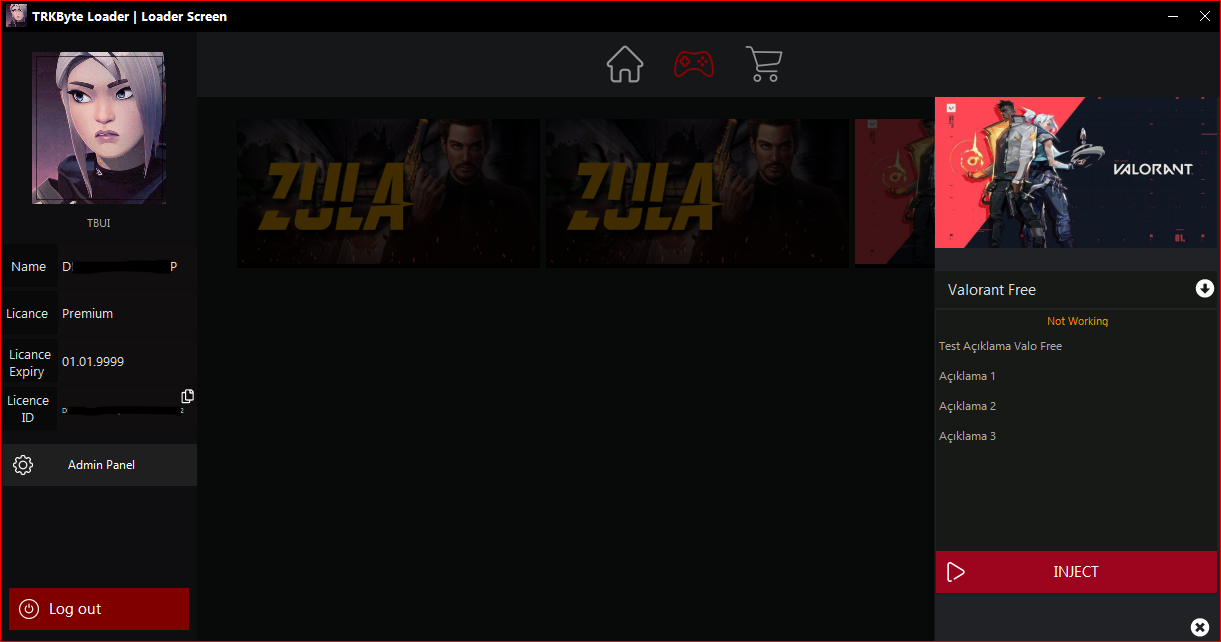 TRKByte Loader | Loader Screen
TBUI
Name
D
P
Licance
Premium
Licance
Expiry
01.01.9999
Licence
ID
D
2
Admin Panel
Log out
ZULA
ZULA
VALORANT
01.
Valorant Free
Not Working
Test Açıklama Valo Free
Açıklama 1
Açıklama 2
Açıklama 3
INJECT